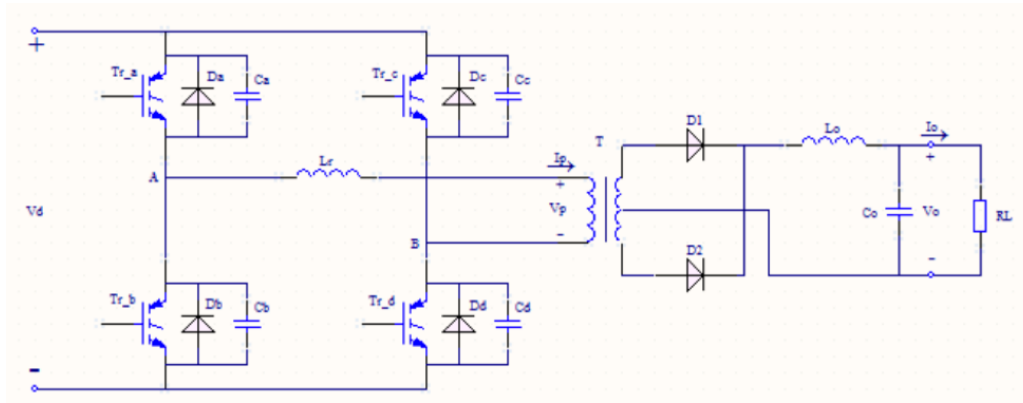 +
Tr_a
Da
Ca
Tr_c
Dc
Cc
D1
Lo
Io
+
T
Ip
+
Lr
A
Vd
Vp
-
B
Co
Vo
RL
D2
-
Tr_b
Db
Cb
Tr_d
Dd
Cd
-